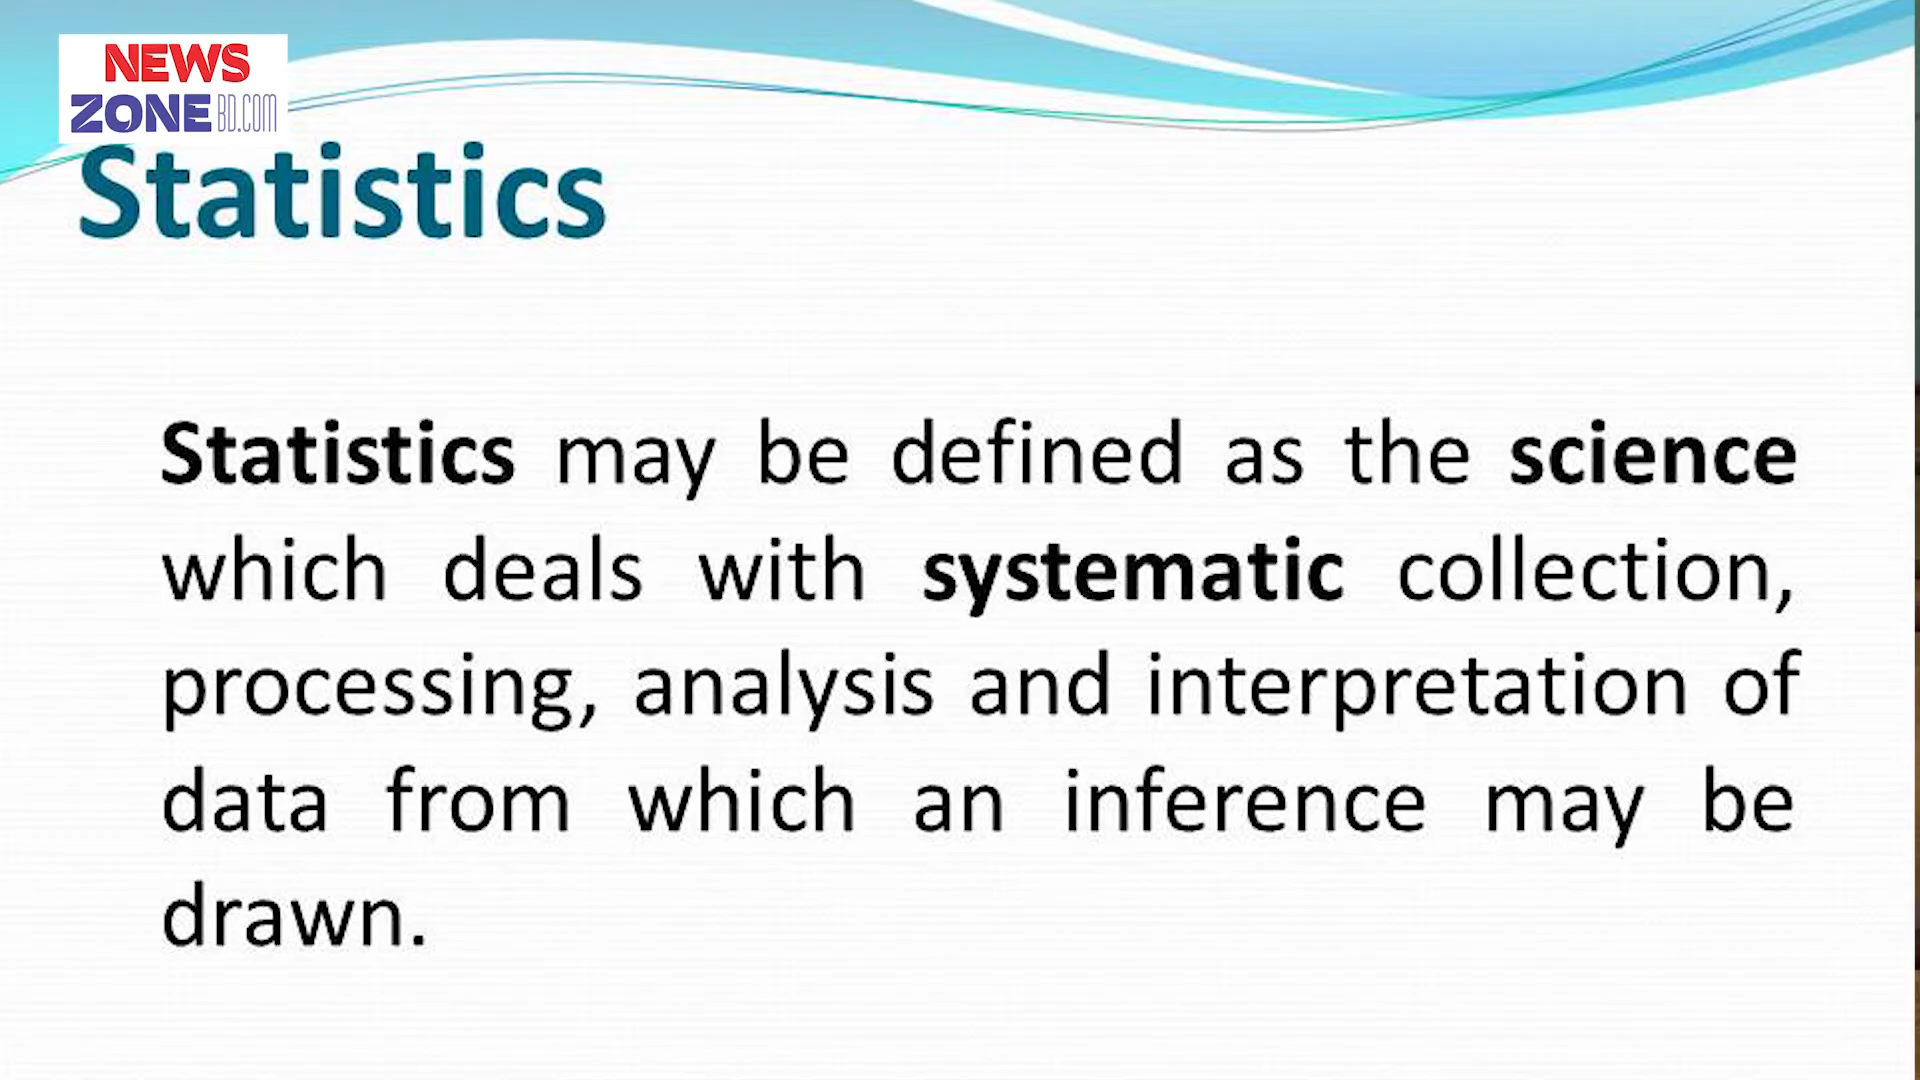 NEWS
ZONE BD.COM
Statistics
Statistics may be defined as the science
which deals with systematic collection,
processing, analysis and interpretation of
data from which an inference may be
drawn.